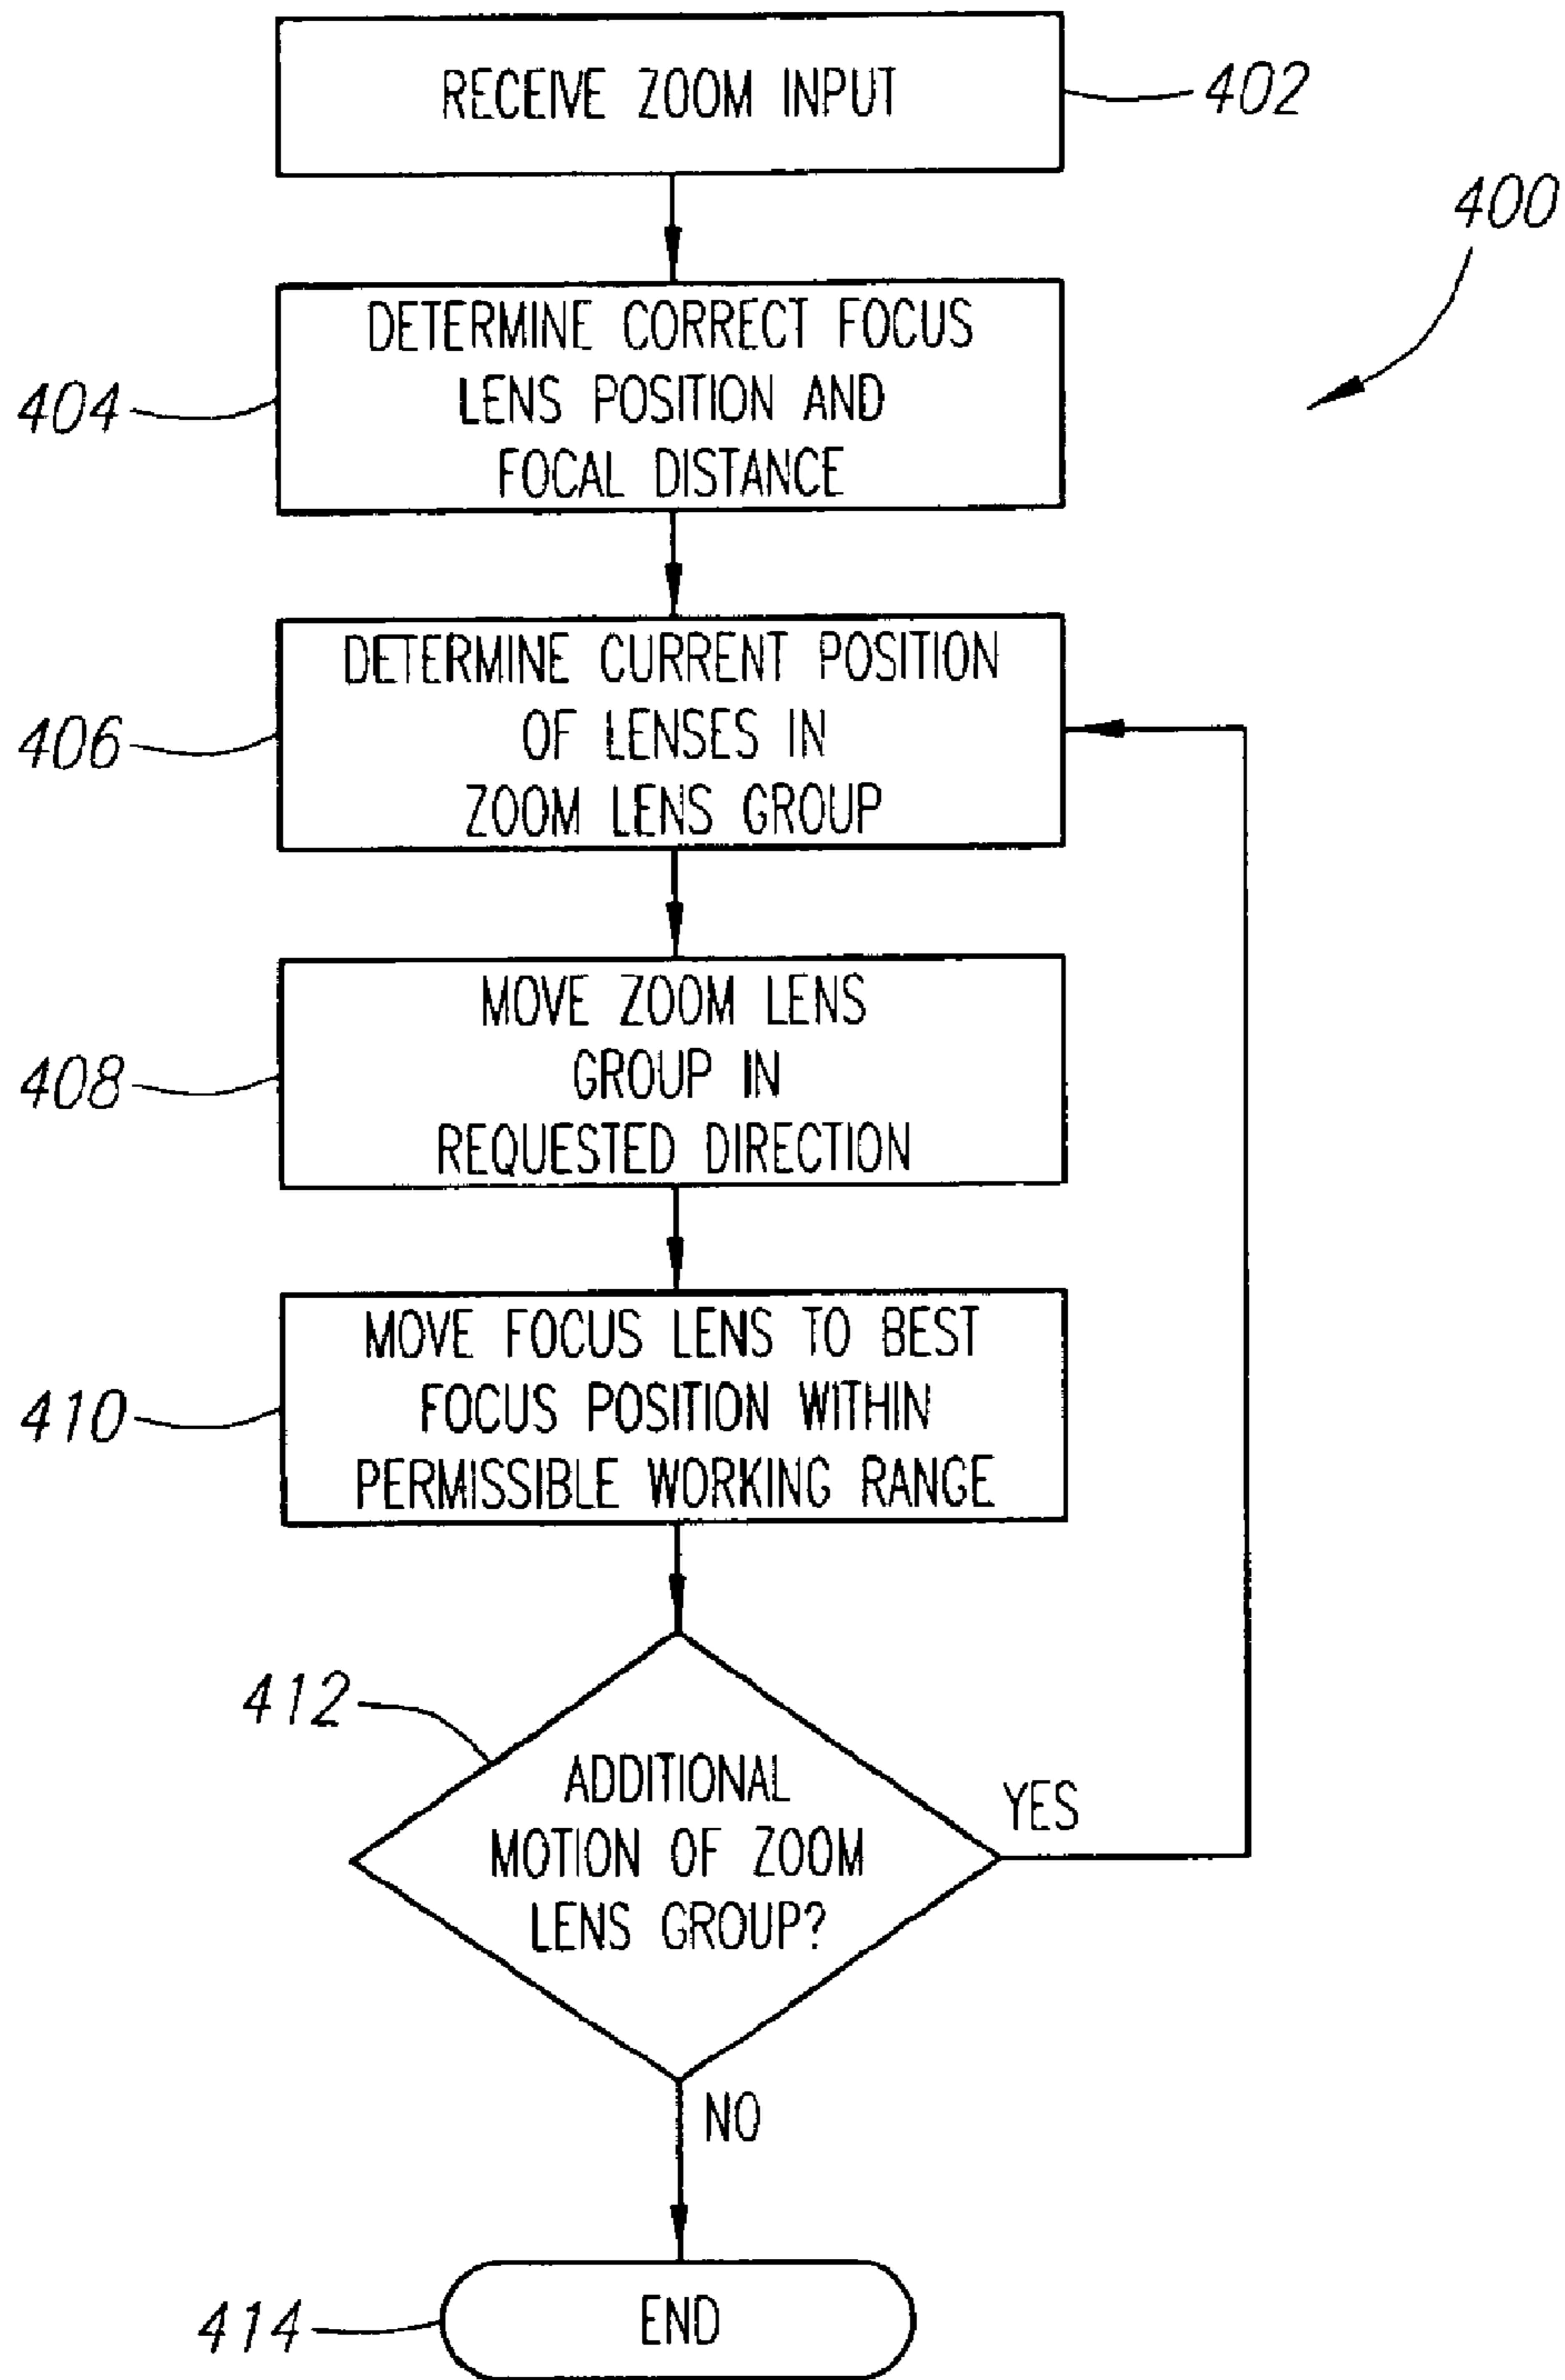 RECEIVE ZOOM INPUT
402
400
DETERMINE CORRECT FOCUS
LENS POSITION AND
FOCAL DISTANCE
404
DETERMINE CURRENT POSITION
OF LENSES IN
ZOOM LENS GROUP
406
MOVE ZOOM LENS
GROUP IN
REQUESTED DIRECTION
408
MOVE FOCUS LENS TO BEST
FOCUS POSITION WITHIN
PERMISSIBLE WORKING RANGE
410
412
ADDITIONAL
MOTION OF ZOOM
LENS GROUP?
YES
NO
END
414